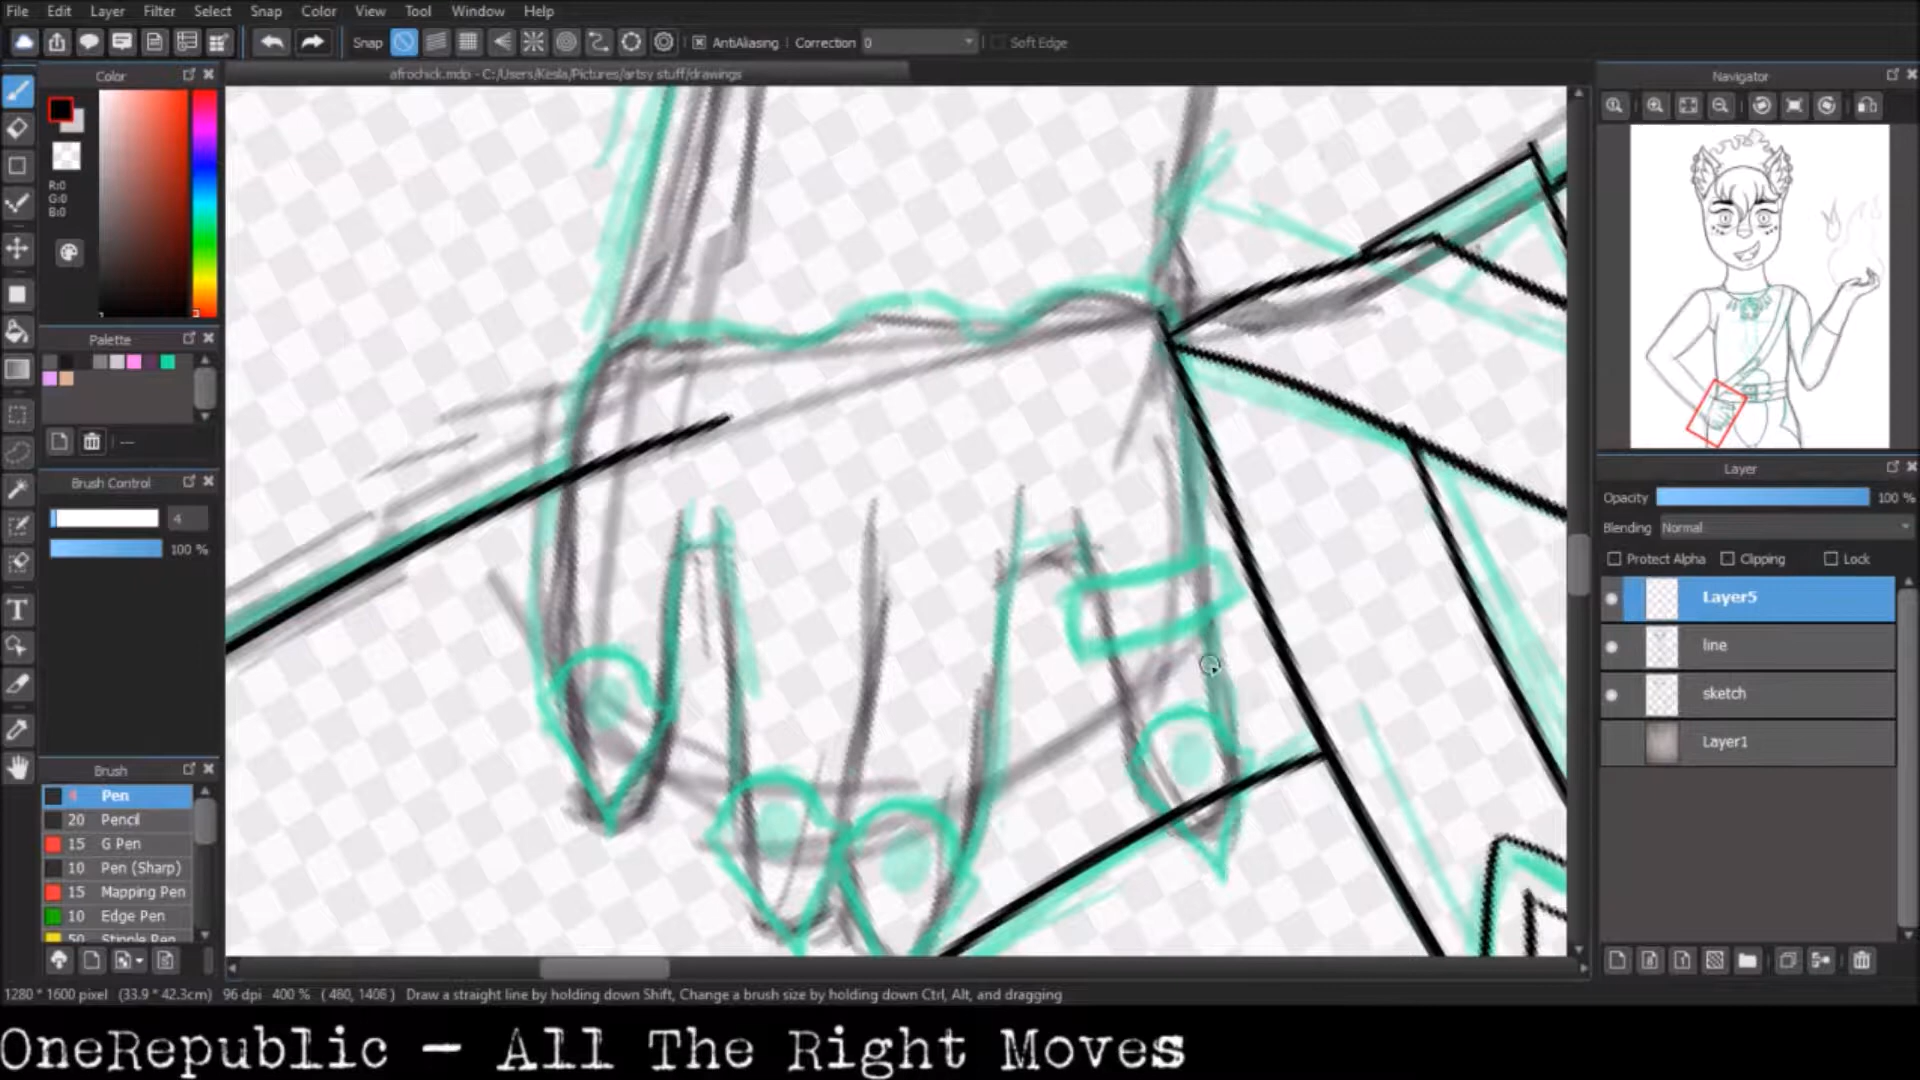 File Edit Layer Filter Select Snap Color View Tool Window Help
Snap AntiAliasing Correction 0 Soft Edge
Color
afrochick.mdp - C:/Users/Kesla/Pictures/artsy stuff/drawings
Navigator
R:0
G:0
B:0
Palette
---
Brush Control
4
100 %
Layer
Opacity 100 %
Blending Normal
Protect Alpha Clipping Lock
Layer5
line
sketch
Layer1
Brush
4 Pen
20 Pencil
15 G Pen
10 Pen (Sharp)
15 Mapping Pen
10 Edge Pen
50 Stipple Pen
1280 * 1600 pixel (33.9 * 42.3cm) 96 dpi 400 % ( 460, 1406 ) Draw a straight line by holding down Shift, Change a brush size by holding down Ctrl, Alt, and dragging
OneRepublic – All The Right Moves